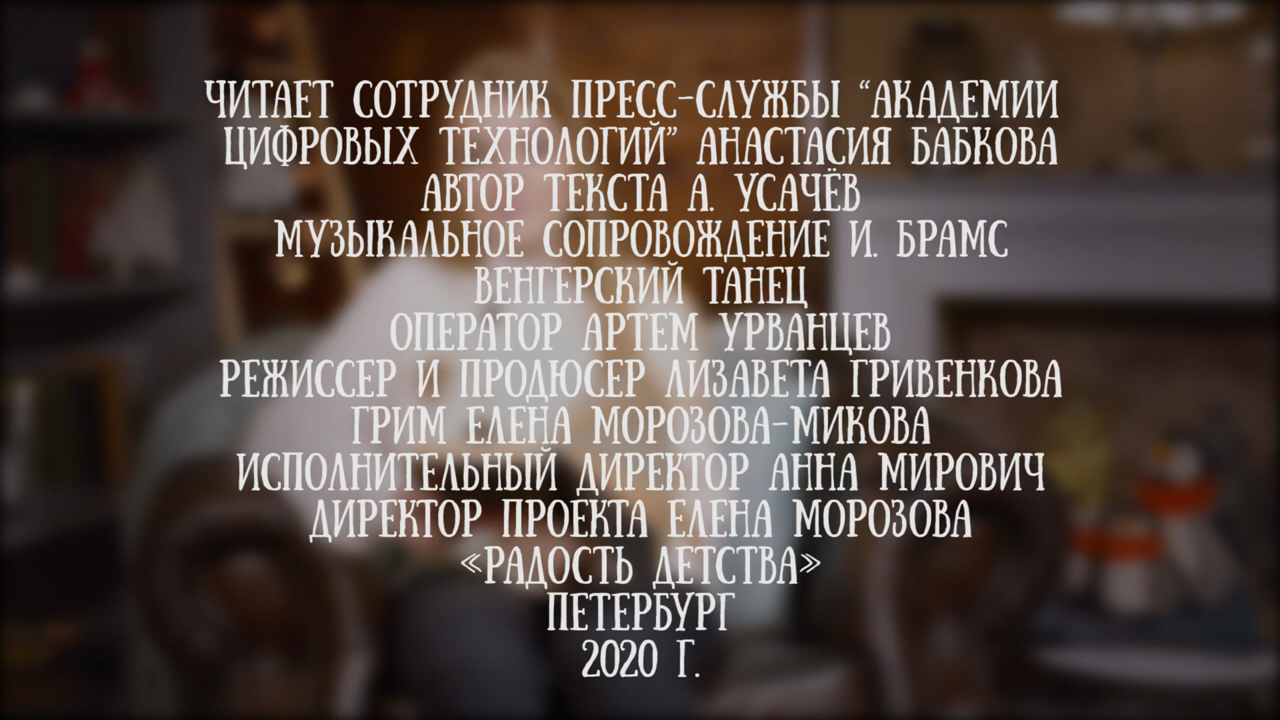 ЧИТАЕТ СОТРУДНИК ПРЕСС-СЛУЖБЫ “АКАДЕМИИ
ЦИФРОВЫХ ТЕХНОЛОГИЙ” АНАСТАСИЯ БАБКОВА
АВТОР ТЕКСТА А. УСАЧЁВ
МУЗЫКАЛЬНОЕ СОПРОВОЖДЕНИЕ И. БРАМС
ВЕНГЕРСКИЙ ТАНЕЦ
ОПЕРАТОР АРТЕМ УРВАНЦЕВ
РЕЖИССЕР И ПРОДЮСЕР ЛИЗАВЕТА ГРИВЕНКОВА
ГРИМ ЕЛЕНА МОРОЗОВА-МИКОВА
ИСПОЛНИТЕЛЬНЫЙ ДИРЕКТОР АННА МИРОВИЧ
ДИРЕКТОР ПРОЕКТА ЕЛЕНА МОРОЗОВА
«РАДОСТЬ ДЕТСТВА»
ПЕТЕРБУРГ
2020 Г.